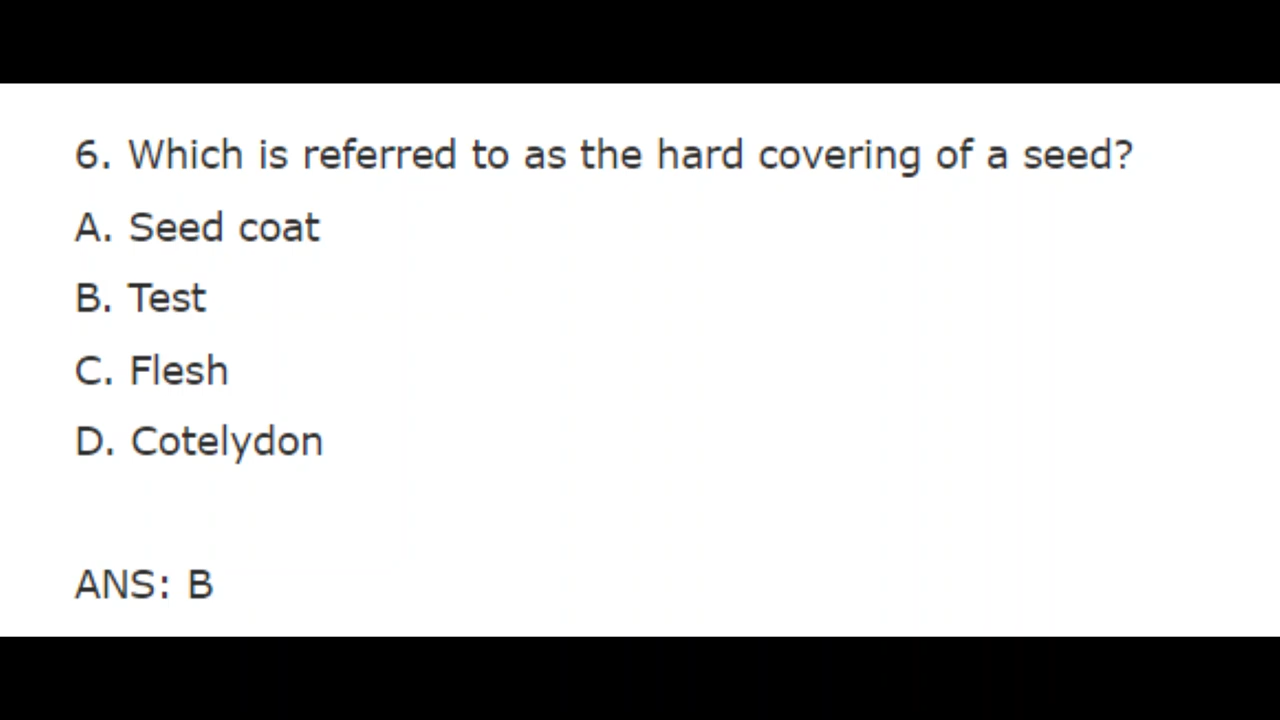 6. Which is referred to as the hard covering of a seed?
A. Seed coat
B. Test
C. Flesh
D. Cotelydon
ANS: B